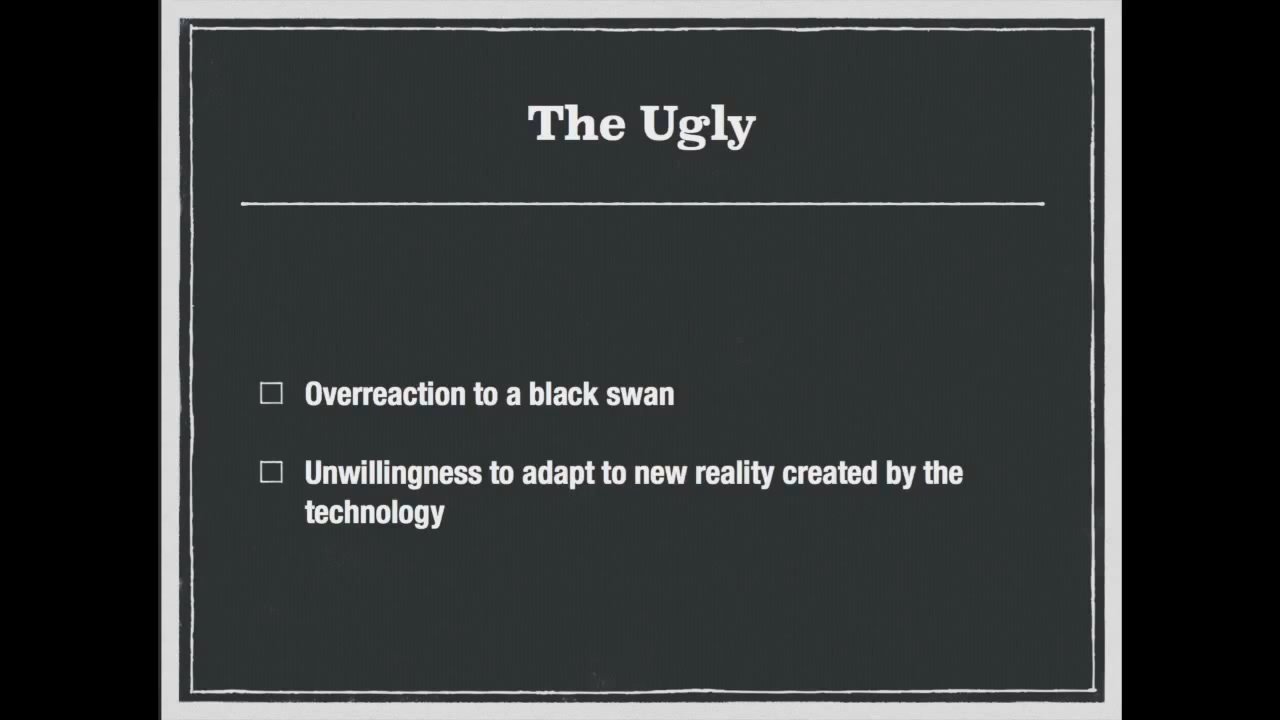 The Ugly
Overreaction to a black swan
Unwillingness to adapt to new reality created by the
technology